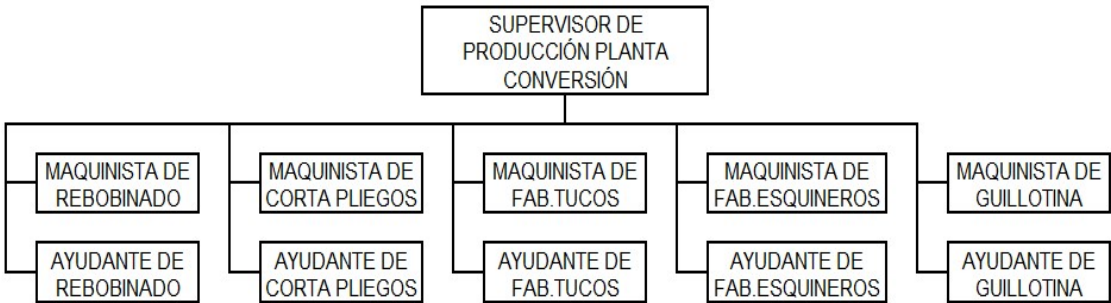 SUPERVISOR DE
PRODUCCIÓN PLANTA
CONVERSIÓN
MAQUINISTA DE
REBOBINADO
MAQUINISTA DE
CORTA PLIEGOS
MAQUINISTA DE
FAB.TUCOS
MAQUINISTA DE
FAB.ESQUINEROS
MAQUINISTA DE
GUILLOTINA
AYUDANTE DE
REBOBINADO
AYUDANTE DE
CORTA PLIEGOS
AYUDANTE DE
FAB.TUCOS
AYUDANTE DE
FAB.ESQUINEROS
AYUDANTE DE
GUILLOTINA